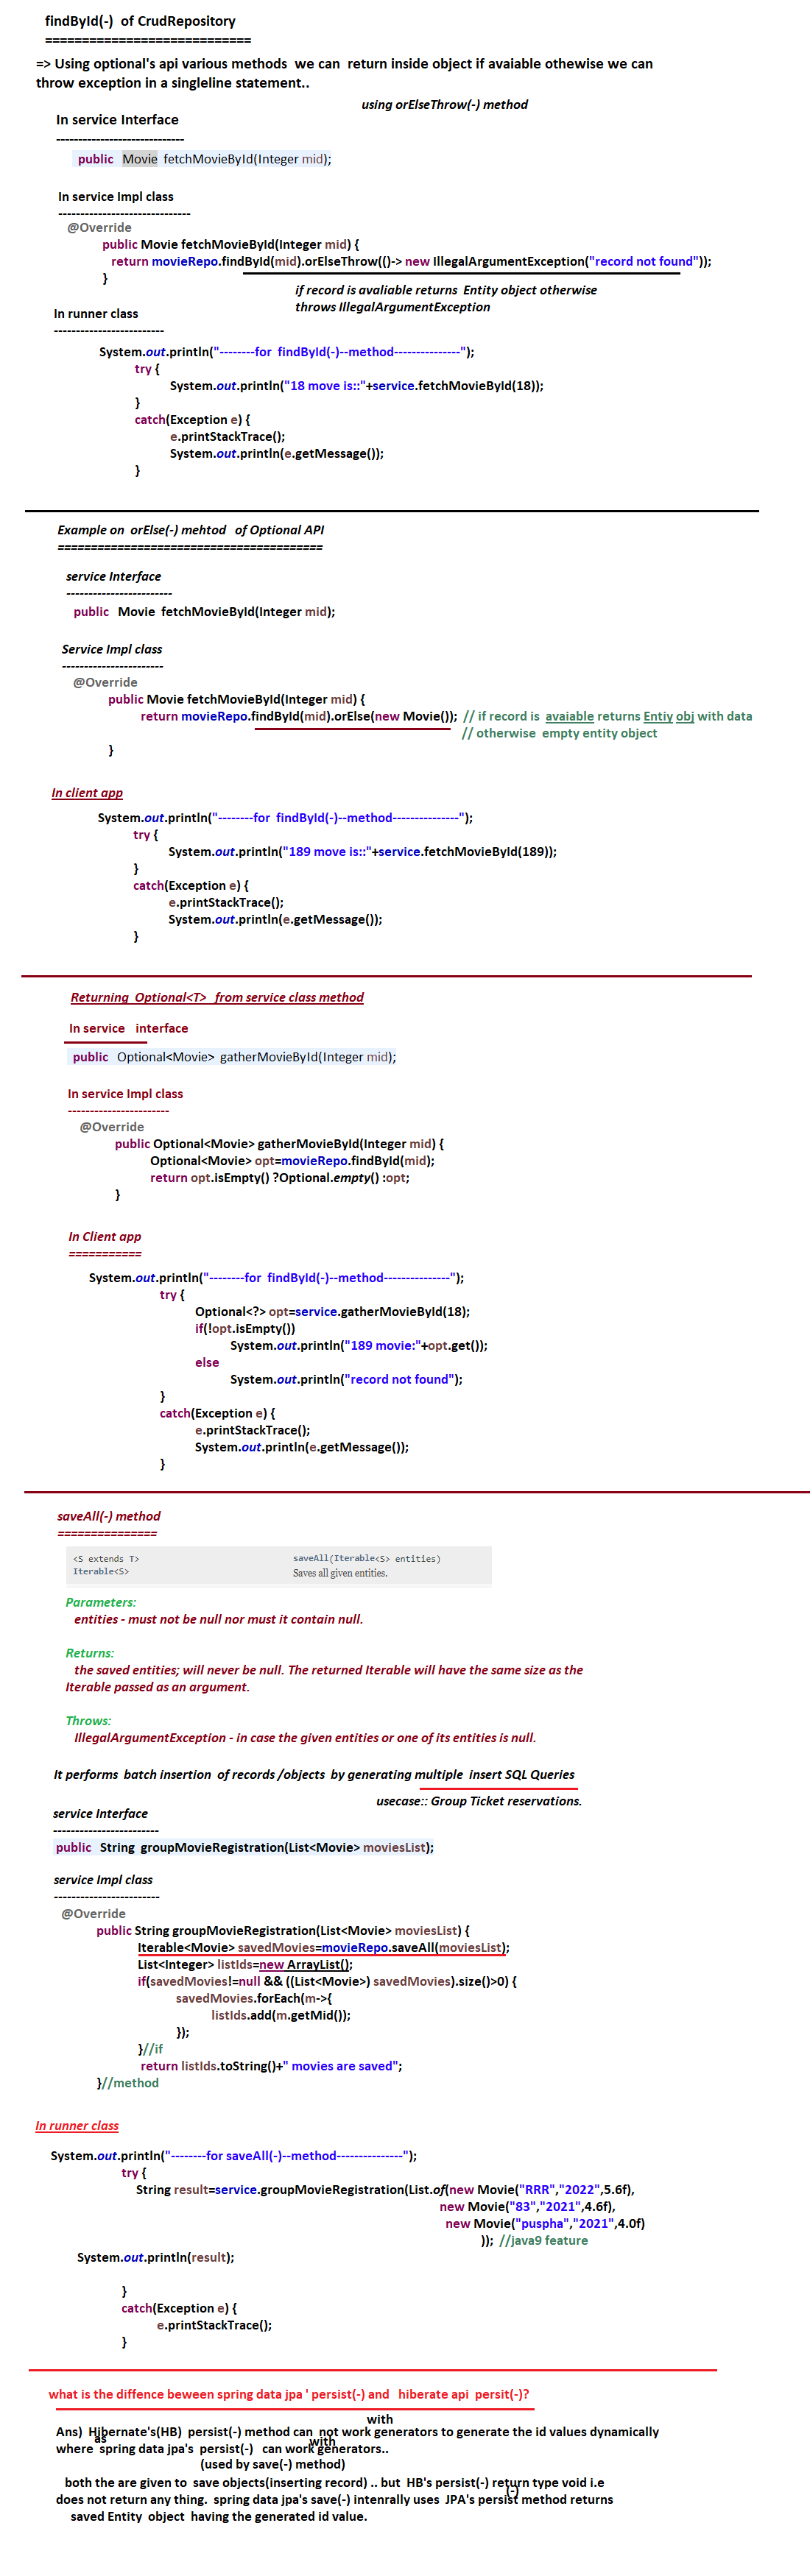 findById(-)  of CrudRepository
============================
=> Using optional's api various methods  we can  return inside object if avaiable othewise we can
throw exception in a singleline statement..
using orElseThrow(-) method
In service Interface
-----------------------------
public   Movie  fetchMovieById(Integer mid);
In service Impl class
------------------------------
@Override
public Movie fetchMovieById(Integer mid) {
return movieRepo.findById(mid).orElseThrow(()-> new IllegalArgumentException("record not found"));
}
if record is avaliable returns  Entity object otherwise
throws IllegalArgumentException
In runner class
-------------------------
System.out.println("--------for  findById(-)--method---------------");
try {
System.out.println("18 move is::"+service.fetchMovieById(18));
}
catch(Exception e) {
e.printStackTrace();
System.out.println(e.getMessage());
}
Example on  orElse(-) mehtod   of Optional API
========================================
service Interface
------------------------
public   Movie  fetchMovieById(Integer mid);
Service Impl class
-----------------------
@Override
public Movie fetchMovieById(Integer mid) {
return movieRepo.findById(mid).orElse(new Movie());  // if record is  avaiable returns Entiy obj with data
// otherwise  empty entity object
}
In client app
System.out.println("--------for  findById(-)--method---------------");
try {
System.out.println("189 move is::"+service.fetchMovieById(189));
}
catch(Exception e) {
e.printStackTrace();
System.out.println(e.getMessage());
}
Returning  Optional<T>   from service class method
In service   interface
public   Optional<Movie>  gatherMovieById(Integer mid);
In service Impl class
-----------------------
@Override
public Optional<Movie> gatherMovieById(Integer mid) {
Optional<Movie> opt=movieRepo.findById(mid);
return opt.isEmpty() ?Optional.empty() :opt;
}
In Client app
===========
System.out.println("--------for  findById(-)--method---------------");
try {
Optional<?> opt=service.gatherMovieById(18);
if(!opt.isEmpty())
System.out.println("189 movie:"+opt.get());
else
System.out.println("record not found");
}
catch(Exception e) {
e.printStackTrace();
System.out.println(e.getMessage());
}
saveAll(-) method
===============
<S extends T>    saveAll(Iterable<S> entities)
Iterable<S>    Saves all given entities.
Parameters:
entities - must not be null nor must it contain null.
Returns:
the saved entities; will never be null. The returned Iterable will have the same size as the
Iterable passed as an argument.
Throws:
IllegalArgumentException - in case the given entities or one of its entities is null.
It performs  batch insertion  of records /objects  by generating multiple  insert SQL Queries
usecase:: Group Ticket reservations.
service Interface
------------------------
public   String  groupMovieRegistration(List<Movie> moviesList);
service Impl class
------------------------
@Override
public String groupMovieRegistration(List<Movie> moviesList) {
Iterable<Movie> savedMovies=movieRepo.saveAll(moviesList);
List<Integer> listIds=new ArrayList();
if(savedMovies!=null && ((List<Movie>) savedMovies).size()>0) {
savedMovies.forEach(m->{
listIds.add(m.getMid());
});
}//if
return listIds.toString()+" movies are saved";
}//method
In runner class
System.out.println("--------for saveAll(-)--method---------------");
try {
String result=service.groupMovieRegistration(List.of(new Movie("RRR","2022",5.6f),
new Movie("83","2021",4.6f),
new Movie("puspha","2021",4.0f)
));  //java9 feature
System.out.println(result);
}
catch(Exception e) {
e.printStackTrace();
}
what is the diffence beween spring data jpa ' persist(-) and   hiberate api  persit(-)?
with
Ans)  Hibernate's(HB)  persist(-) method can  not work generators to generate the id values dynamically
as
with
where  spring data jpa's  persist(-)   can work generators..
(used by save(-) method)
both the are given to  save objects(inserting record) .. but  HB's persist(-) return type void i.e
(-)
does not return any thing.  spring data jpa's save(-) intenrally uses  JPA's persist method returns
saved Entity  object  having the generated id value.